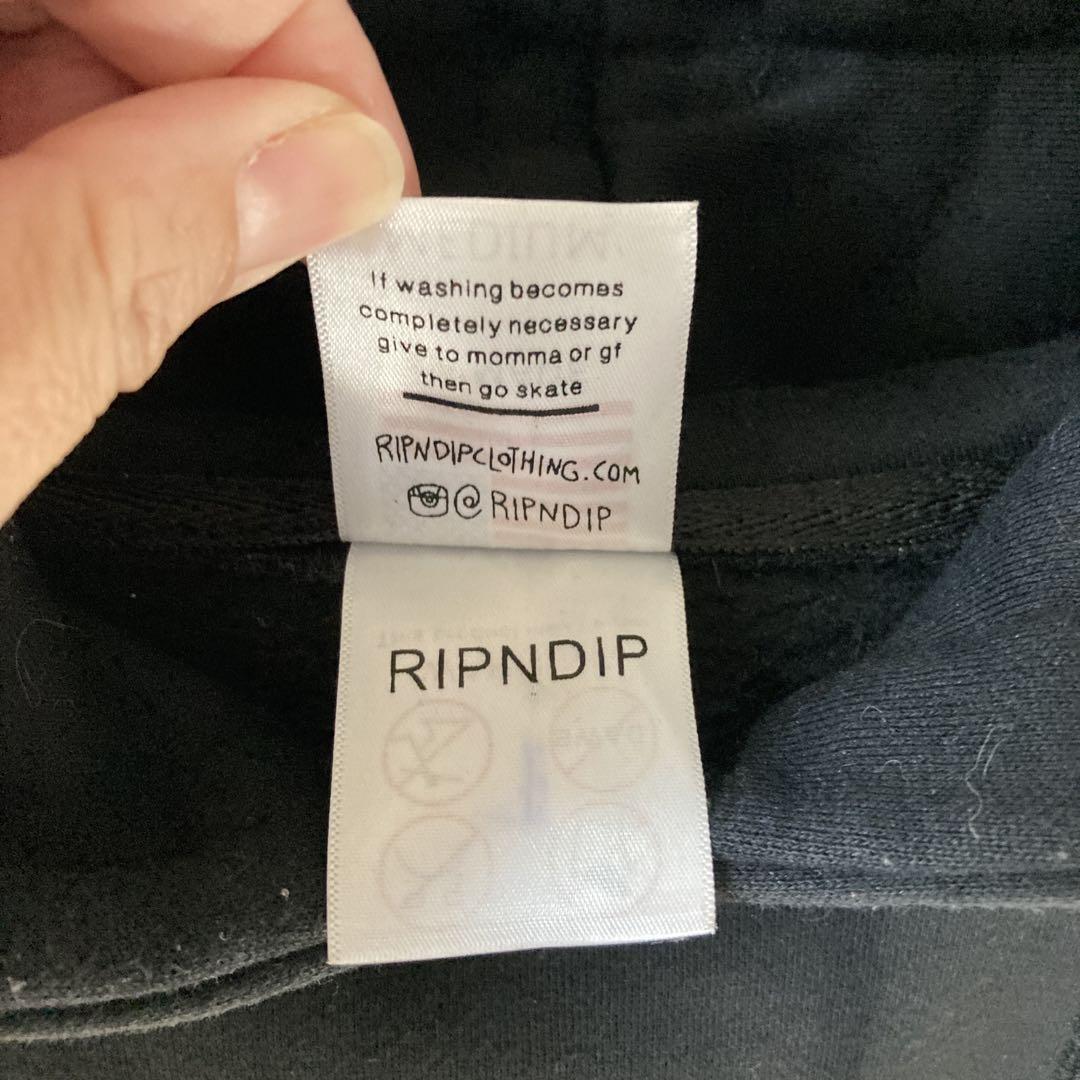 If washing becomes
completely necessary
give to momma or gf
then go skate
RIPNDIPCLOTHING.COM
@RIPNDIP
RIPNDIP